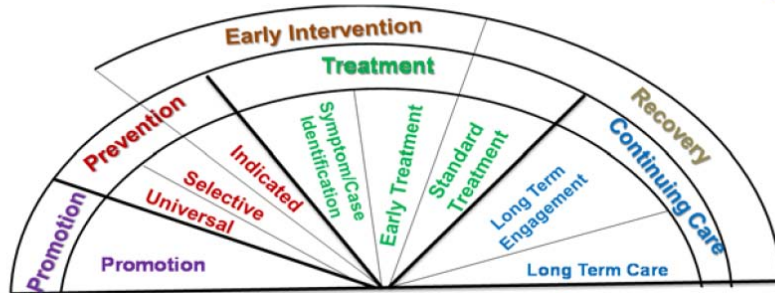 Early Intervention
Recovery
Promotion
Prevention
Treatment
Continuing Care
Promotion
Universal
Selective
Indicated
Symptom/Case
Identification
Early Treatment
Standard
Treatment
Long Term
Engagement
Long Term Care